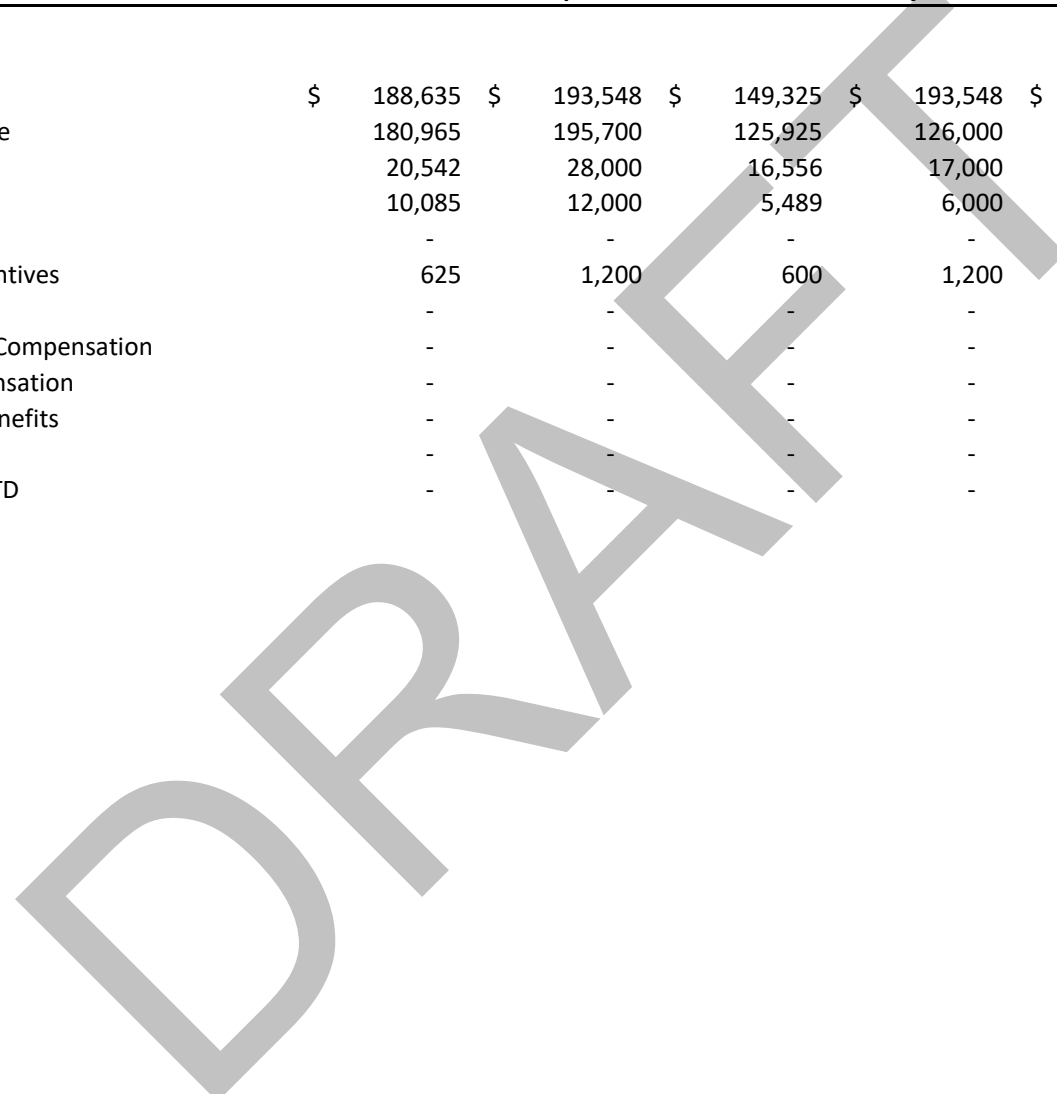 $ 188,635 $ 193,548 $ 149,325 $ 193,548 $
e 180,965 195,700 125,925 126,000
20,542 28,000 16,556 17,000
10,085 12,000 5,489 6,000
- - - -
ntives 625 1,200 600 1,200
- - - -
Compensation - - - -
nsation - - - -
nefits - - - -
- - - -
TD - - - -
DRAFT